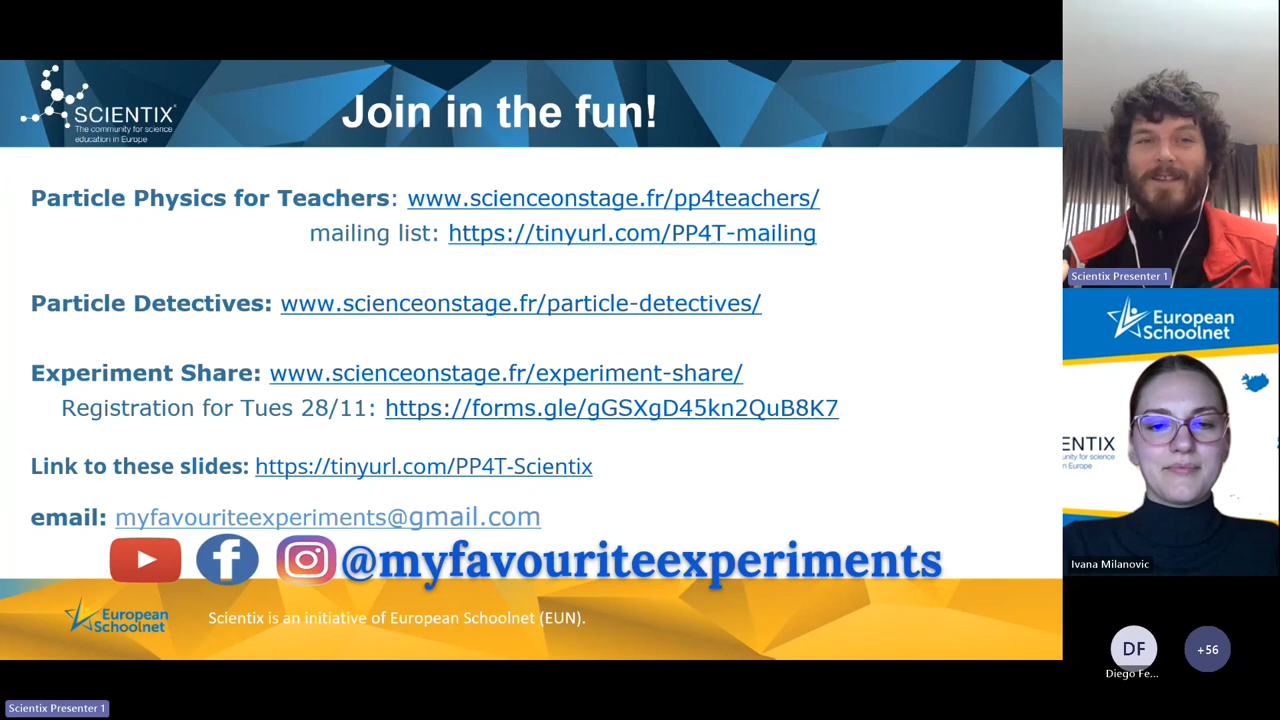 SCIENTIX
The community for science
education in Europe
Join in the fun!
Particle Physics for Teachers: www.scienceonstage.fr/pp4teachers/
mailing list: https://tinyurl.com/PP4T-mailing
Particle Detectives: www.scienceonstage.fr/particle-detectives/
Experiment Share: www.scienceonstage.fr/experiment-share/
Registration for Tues 28/11: https://forms.gle/gGSXgD45kn2QuB8K7
Link to these slides: https://tinyurl.com/PP4T-Scientix
email: myfavouriteexperiments@gmail.com
@myfavouriteexperiments
European
Schoolnet
Scientix is an initiative of European Schoolnet (EUN).
Scientix Presenter 1
Scientix Presenter 1
European
Schoolnet
ENTIX
unity for science
n Europe
Ivana Milanovic
DF
Diego Fe...
+56